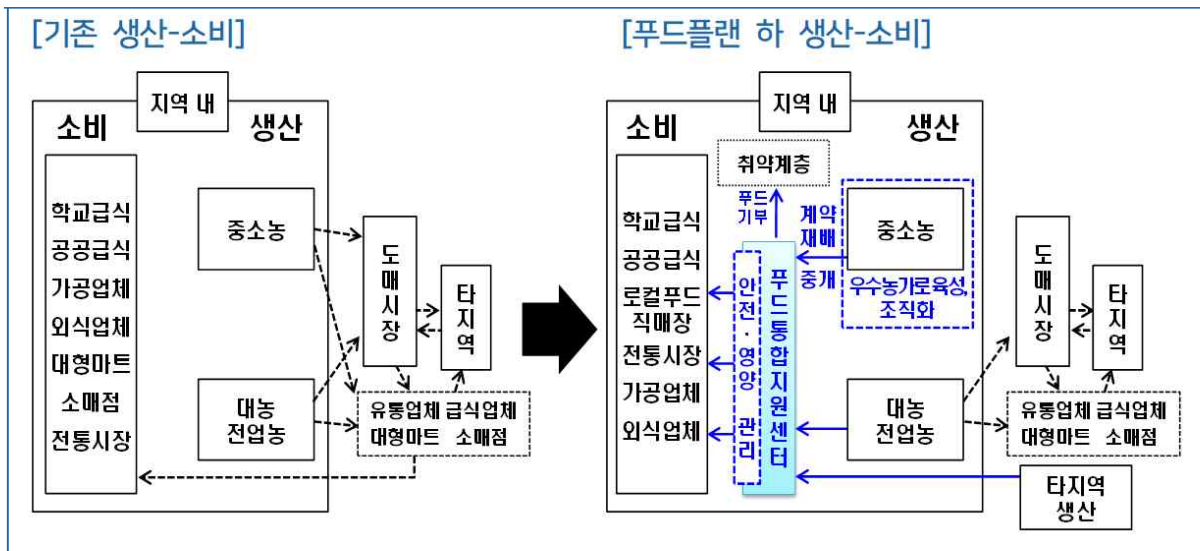 [기존 생산-소비]
지역 내
소비
생산
학교급식
공공급식
가공업체
외식업체
대형마트
소매점
전통시장
중소농
대농
전업농
도매시장
타지역
유통업체 급식업체
대형마트 소매점
[푸드플랜 하 생산-소비]
지역 내
소비
생산
학교급식
공공급식
로컬푸드
직매장
전통시장
가공업체
외식업체
취약계층
푸드
기부
계약
재배
중개
안전·영양 관리
푸드통합지원센터
중소농
우수농가로육성,
조직화
대농
전업농
도매시장
타지역
유통업체 급식업체
대형마트 소매점
타지역
생산